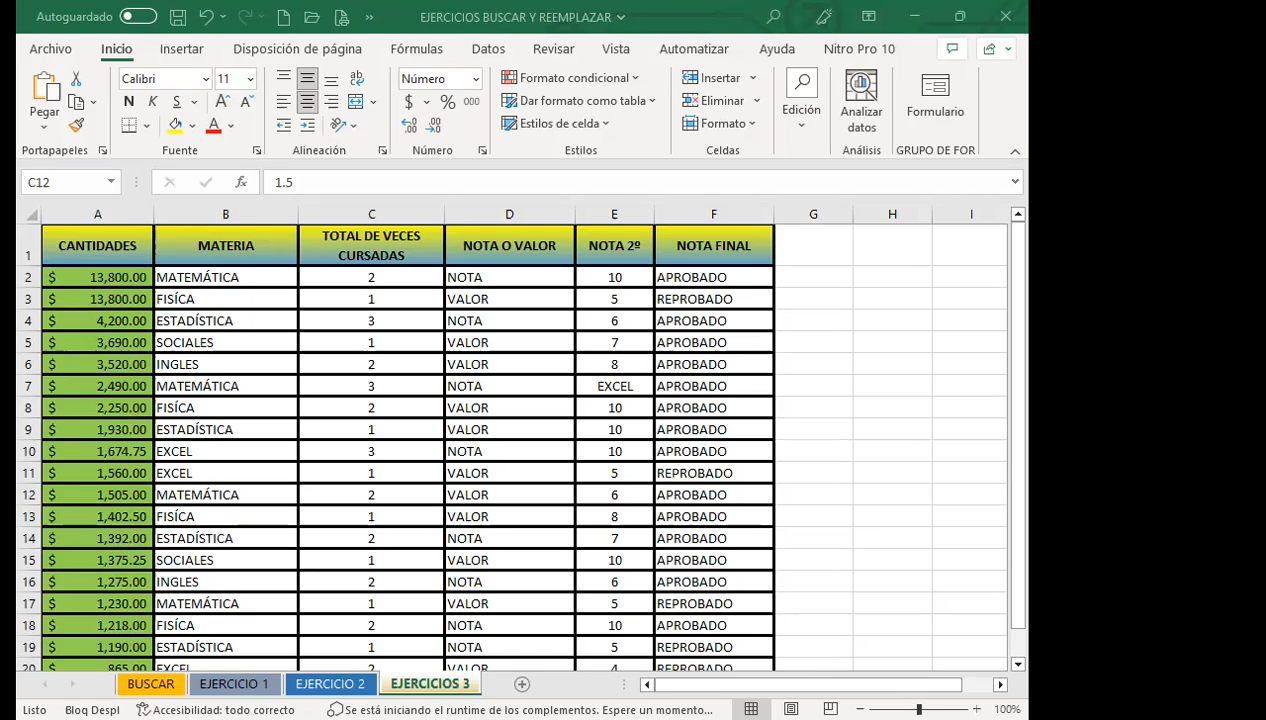 Autoguardado
EJERCICIOS BUSCAR Y REEMPLAZAR
Archivo Inicio Insertar Disposición de página Fórmulas Datos Revisar Vista Automatizar Ayuda Nitro Pro 10
Pegar
Calibri 11
N K S
Número
$ % 000
Formato condicional
Dar formato como tabla
Estilos de celda
Insertar
Eliminar
Formato
Edición
Analizar datos
Formulario
Portapapeles Fuente Alineación Número Estilos Celdas Análisis GRUPO DE FOR
C12 fx 1.5
A B C D E F G H I
1 CANTIDADES MATERIA TOTAL DE VECES CURSADAS NOTA O VALOR NOTA 2º NOTA FINAL
2 $ 13,800.00 MATEMÁTICA 2 NOTA 10 APROBADO
3 $ 13,800.00 FISÍCA 1 VALOR 5 REPROBADO
4 $ 4,200.00 ESTADÍSTICA 3 NOTA 6 APROBADO
5 $ 3,690.00 SOCIALES 1 VALOR 7 APROBADO
6 $ 3,520.00 INGLES 2 VALOR 8 APROBADO
7 $ 2,490.00 MATEMÁTICA 3 NOTA EXCEL APROBADO
8 $ 2,250.00 FISÍCA 2 VALOR 10 APROBADO
9 $ 1,930.00 ESTADÍSTICA 1 VALOR 10 APROBADO
10 $ 1,674.75 EXCEL 3 NOTA 10 APROBADO
11 $ 1,560.00 EXCEL 1 VALOR 5 REPROBADO
12 $ 1,505.00 MATEMÁTICA 2 VALOR 6 APROBADO
13 $ 1,402.50 FISÍCA 1 VALOR 8 APROBADO
14 $ 1,392.00 ESTADÍSTICA 2 NOTA 7 APROBADO
15 $ 1,375.25 SOCIALES 1 VALOR 10 APROBADO
16 $ 1,275.00 INGLES 2 NOTA 6 APROBADO
17 $ 1,230.00 MATEMÁTICA 1 VALOR 5 REPROBADO
18 $ 1,218.00 FISÍCA 2 NOTA 10 APROBADO
19 $ 1,190.00 ESTADÍSTICA 1 NOTA 5 REPROBADO
20 $ 865.00 EXCEL 2 VALOR 4 REPROBADO
BUSCAR EJERCICIO 1 EJERCICIO 2 EJERCICIOS 3
Listo Bloq Despl Accesibilidad: todo correcto Se está iniciando el runtime de los complementos. Espere un momento... 100%